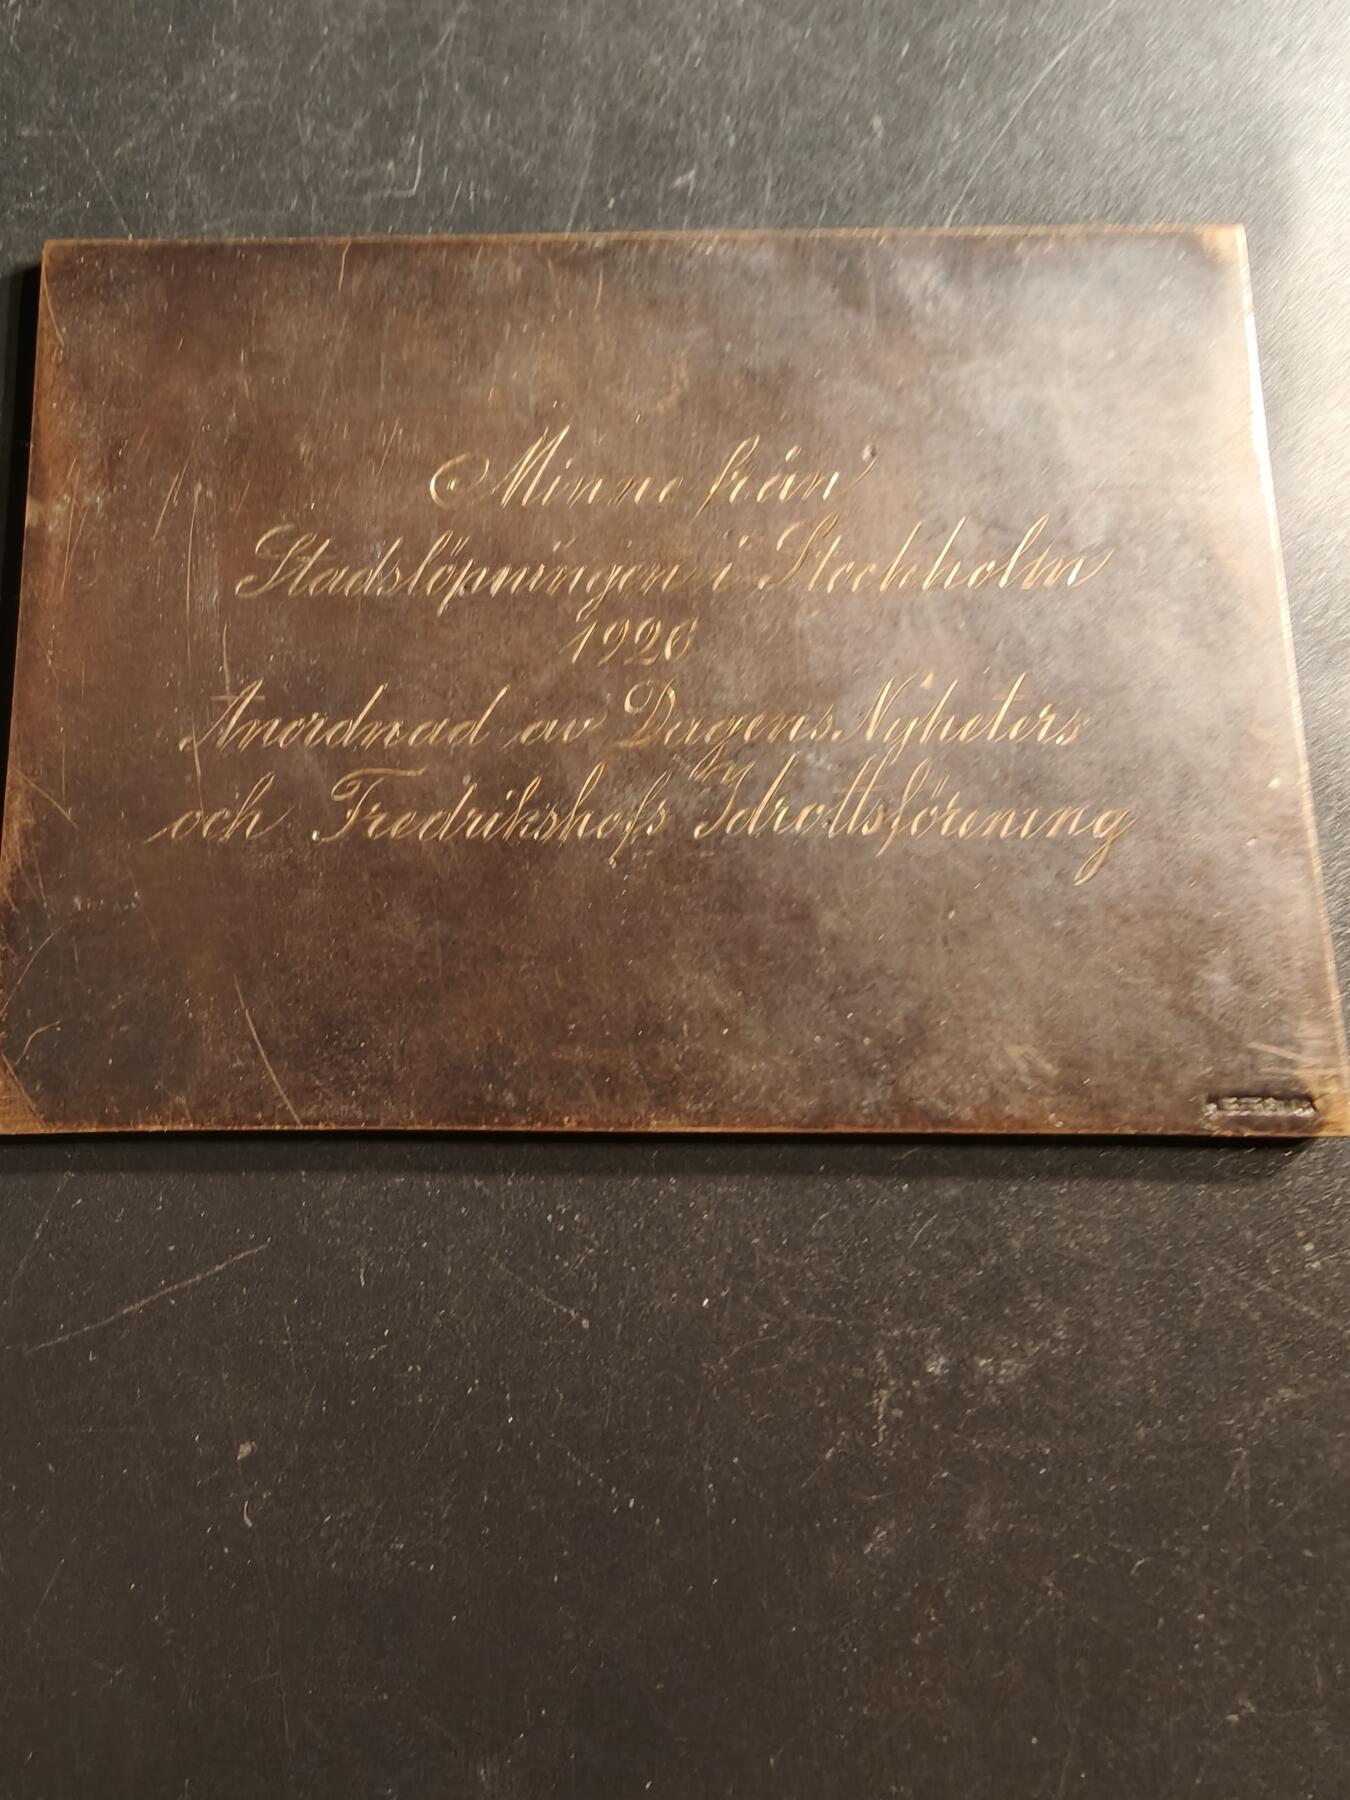 Minne från
Stadslöpningen i Stockholm
1926
Anordnad av Dagens Nyheters
och Fredrikshofs Idrottsförening